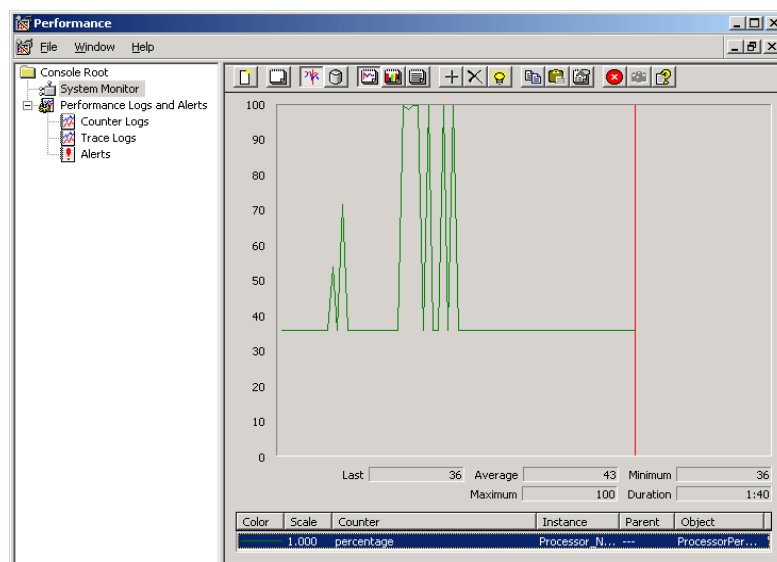 Performance
File Window Help
Console Root
System Monitor
Performance Logs and Alerts
Counter Logs
Trace Logs
Alerts
100
90
80
70
60
50
40
30
20
10
0
Last 36 Average 43 Minimum 36
Maximum 100 Duration 1:40
Color Scale Counter Instance Parent Object
1.000 percentage Processor_N... --- ProcessorPer...